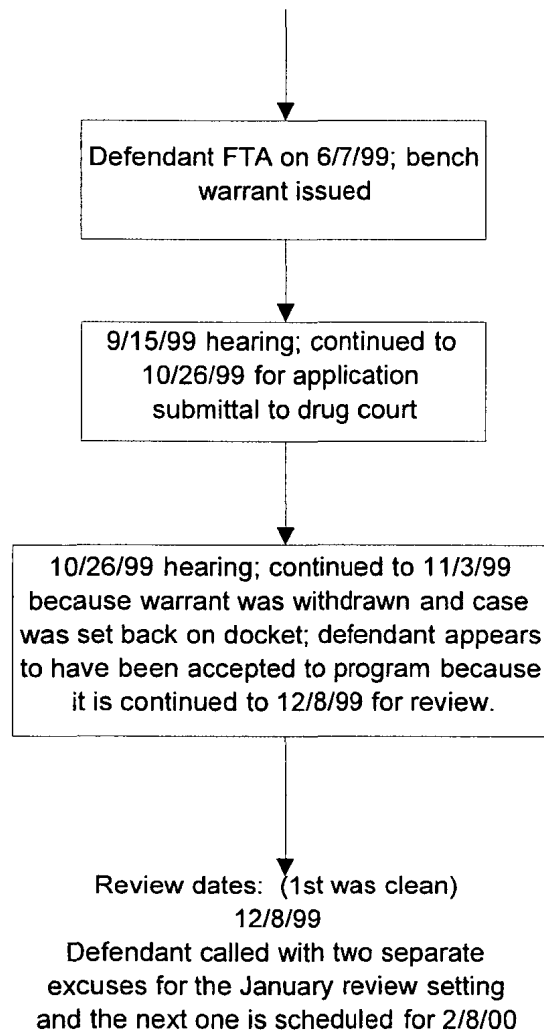 Defendant FTA on 6/7/99; bench
warrant issued
9/15/99 hearing; continued to
10/26/99 for application
submittal to drug court
10/26/99 hearing; continued to 11/3/99
because warrant was withdrawn and case
was set back on docket; defendant appears
to have been accepted to program because
it is continued to 12/8/99 for review.
Review dates: (1st was clean)
12/8/99
Defendant called with two separate
excuses for the January review setting
and the next one is scheduled for 2/8/00